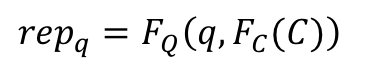 rep_q = F_Q(q, F_C(C))